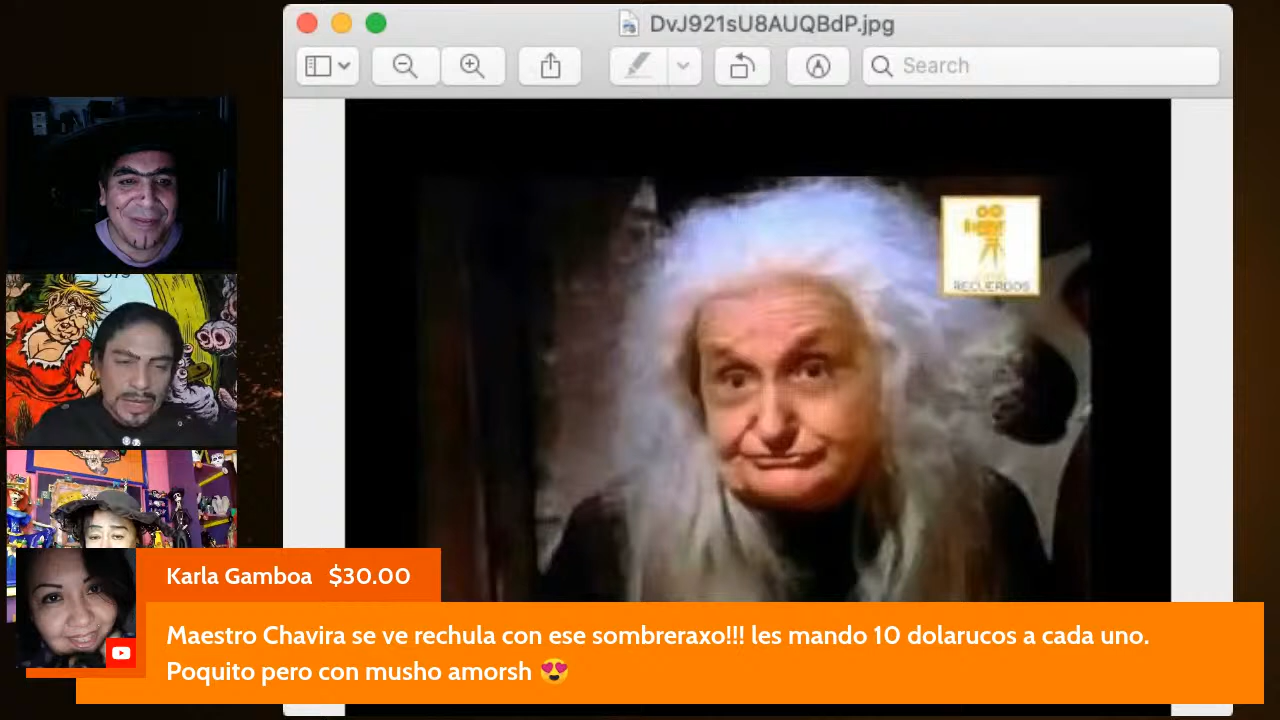 DvJ921sU8AUQBdP.jpg
Search
RECUERDOS
Karla Gamboa $30.00
Maestro Chavira se ve rechula con ese sombreraxo!!! les mando 10 dolarucos a cada uno.
Poquito pero con musho amorsh 😍